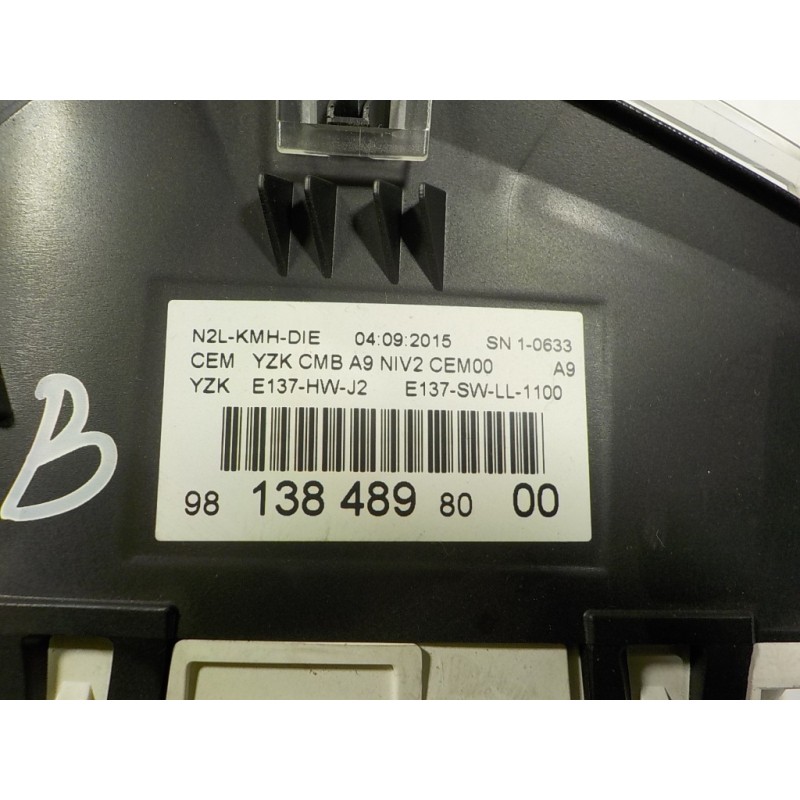 N2L-KMH-DIE 04:09:2015 SN 1-0633
CEM YZK CMB A9 NIV2 CEM00 A9
YZK E137-HW-J2 E137-SW-LL-1100
98 138 489 80 00
B